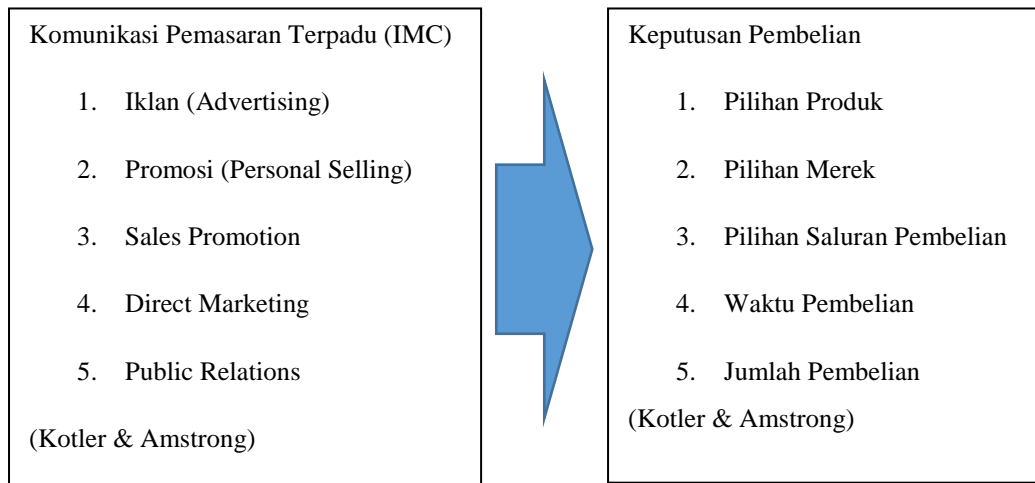 Komunikasi Pemasaran Terpadu (IMC)
1. Iklan (Advertising)
2. Promosi (Personal Selling)
3. Sales Promotion
4. Direct Marketing
5. Public Relations
(Kotler & Amstrong)
Keputusan Pembelian
1. Pilihan Produk
2. Pilihan Merek
3. Pilihan Saluran Pembelian
4. Waktu Pembelian
5. Jumlah Pembelian
(Kotler & Amstrong)